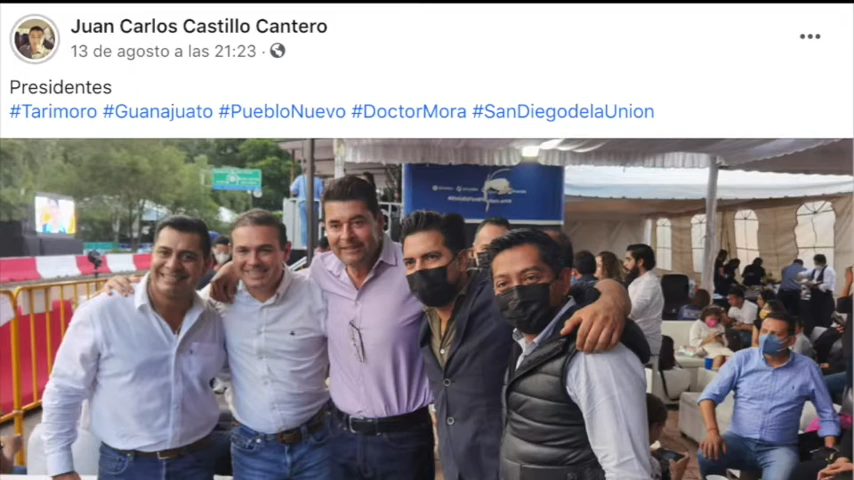 Juan Carlos Castillo Cantero
13 de agosto a las 21:23 ·
Presidentes
#Tarimoro #Guanajuato #PuebloNuevo #DoctorMora #SanDiegodelaUnion